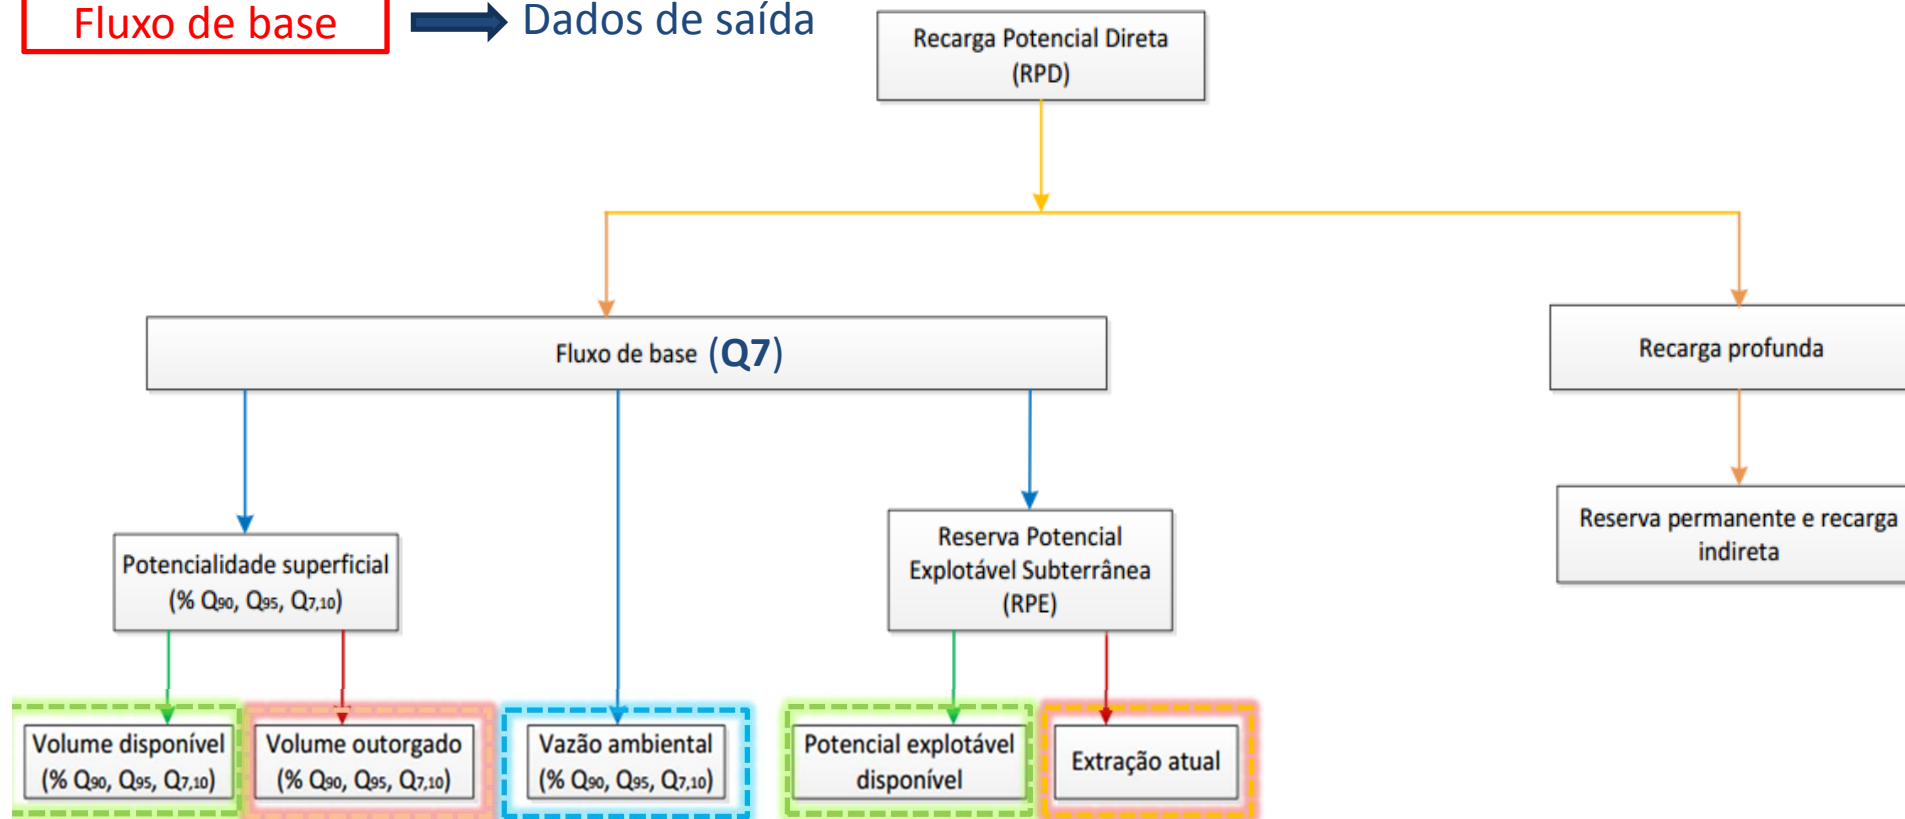 Fluxo de base
Dados de saída
Recarga Potencial Direta
(RPD)
Fluxo de base (Q7)
Recarga profunda
Potencialidade superficial
(% Q90, Q95, Q7,10)
Reserva Potencial
Explotável Subterrânea
(RPE)
Reserva permanente e recarga
indireta
Volume disponível
(% Q90, Q95, Q7,10)
Volume outorgado
(% Q90, Q95, Q7,10)
Vazão ambiental
(% Q90, Q95, Q7,10)
Potencial explotável
disponível
Extração atual